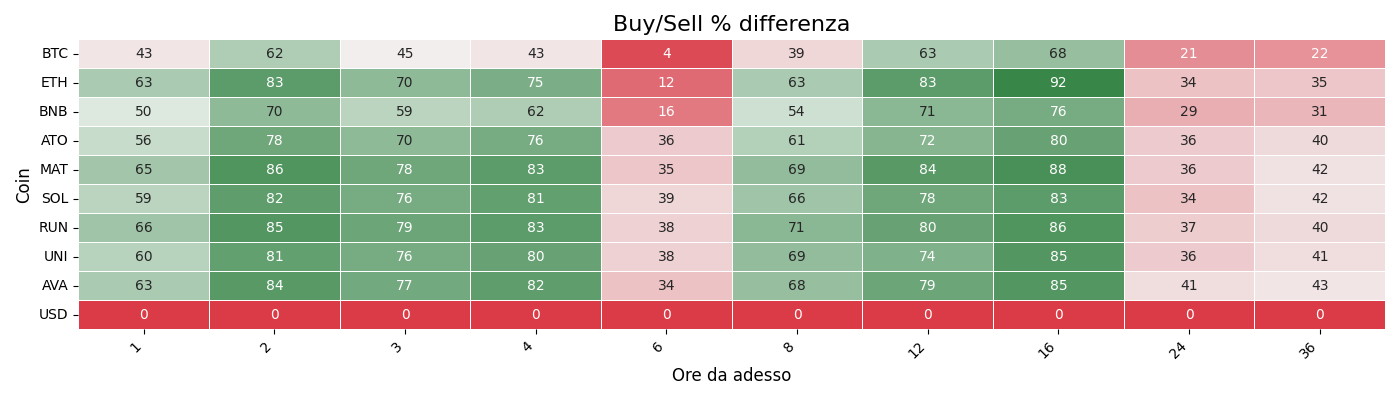 Buy/Sell % differenza
Coin
BTC 43 62 45 43 4 39 63 68 21 22
ETH 63 83 70 75 12 63 83 92 34 35
BNB 50 70 59 62 16 54 71 76 29 31
ATO 56 78 70 76 36 61 72 80 36 40
MAT 65 86 78 83 35 69 84 88 36 42
SOL 59 82 76 81 39 66 78 83 34 42
RUN 66 85 79 83 38 71 80 86 37 40
UNI 60 81 76 80 38 69 74 85 36 41
AVA 63 84 77 82 34 68 79 85 41 43
USD 0 0 0 0 0 0 0 0 0 0
1 2 3 4 6 8 12 16 24 36
Ore da adesso